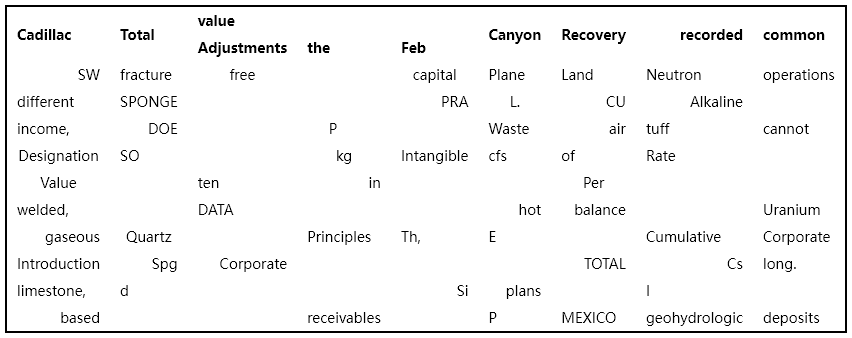 Cadillac Total value Adjustments the Feb Canyon Recovery recorded common
SW fracture free capital Plane Land Neutron operations
different SPONGE PRA L. CU Alkaline
income, DOE P Waste air tuff cannot
Designation SO kg Intangible cfs of Rate
Value ten in Per
welded, DATA hot balance Uranium
gaseous Quartz Principles Th, E Cumulative Corporate
Introduction Spg Corporate TOTAL Cs long.
limestone, d Si plans I
based receivables P MEXICO geohydrologic deposits